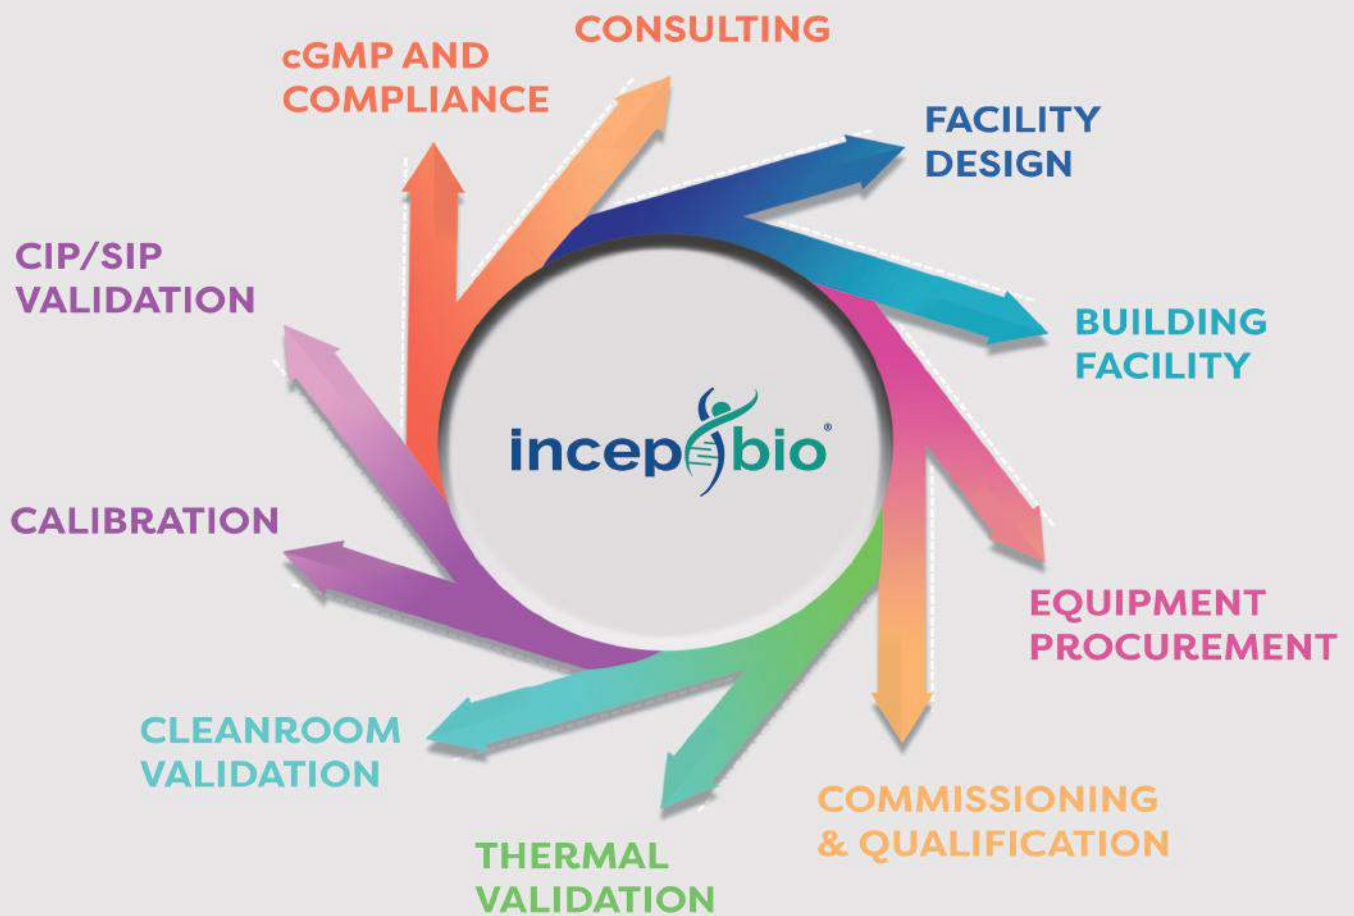 CONSULTING
cGMP AND
COMPLIANCE
FACILITY
DESIGN
CIP/SIP
VALIDATION
BUILDING
FACILITY
incepbio®
CALIBRATION
EQUIPMENT
PROCUREMENT
CLEANROOM
VALIDATION
COMMISSIONING
& QUALIFICATION
THERMAL
VALIDATION